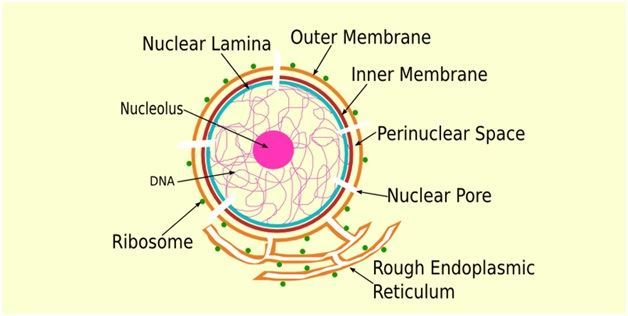 Nuclear Lamina
Outer Membrane
Inner Membrane
Nucleolus
Perinuclear Space
DNA
Nuclear Pore
Ribosome
Rough Endoplasmic
Reticulum